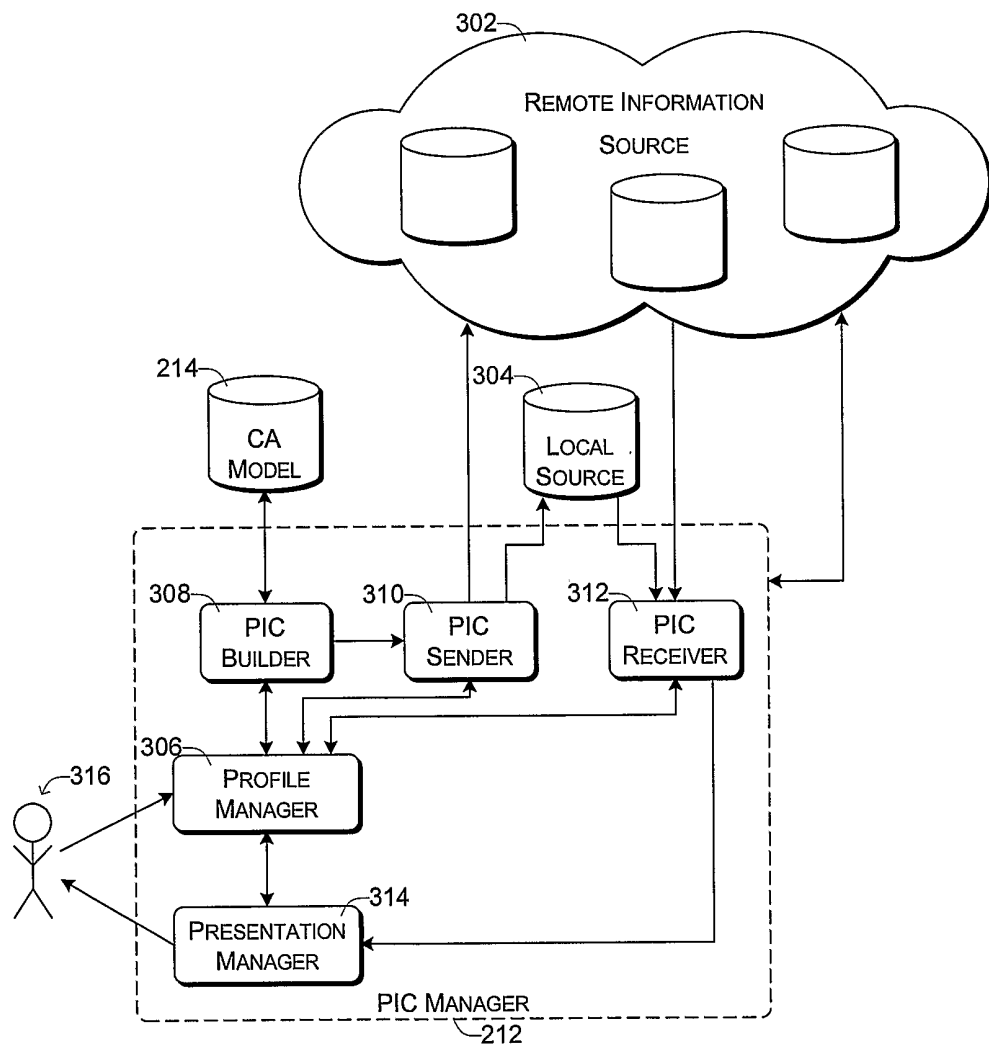 302
REMOTE INFORMATION
SOURCE
214
CA
MODEL
304
LOCAL
SOURCE
308
PIC
BUILDER
310
PIC
SENDER
312
PIC
RECEIVER
306
PROFILE
MANAGER
316
314
PRESENTATION
MANAGER
PIC MANAGER
212